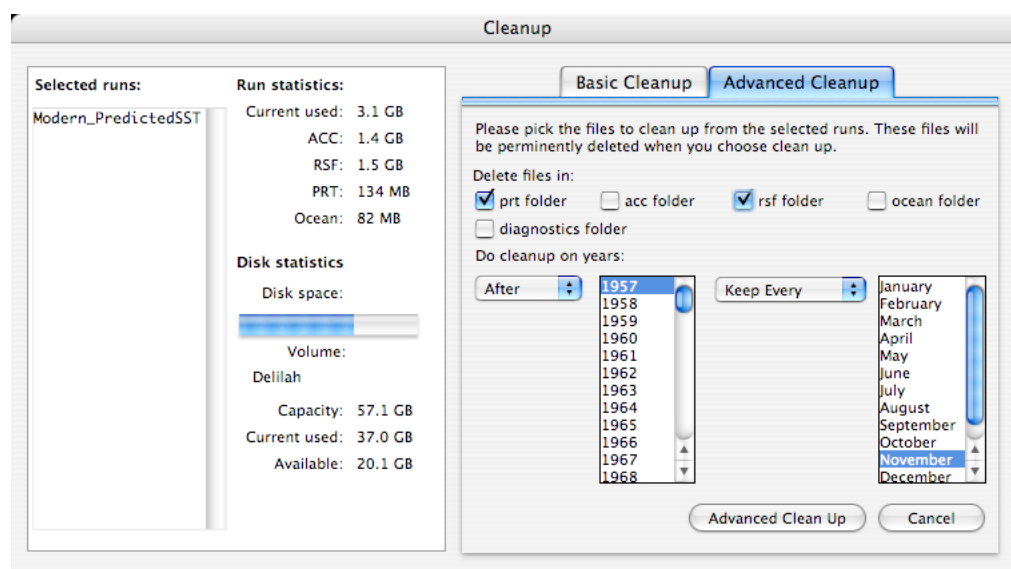 Cleanup
Selected runs:
Modern_PredictedSST
Run statistics:
Current used: 3.1 GB
ACC: 1.4 GB
RSF: 1.5 GB
PRT: 134 MB
Ocean: 82 MB
Disk statistics
Disk space:
Volume:
Delilah
Capacity: 57.1 GB
Current used: 37.0 GB
Available: 20.1 GB
Basic Cleanup
Advanced Cleanup
Please pick the files to clean up from the selected runs. These files will
be perminently deleted when you choose clean up.
Delete files in:
prt folder acc folder rsf folder ocean folder
diagnostics folder
Do cleanup on years:
After
1957
1958
1959
1960
1961
1962
1963
1964
1965
1966
1967
1968
Keep Every
January
February
March
April
May
June
July
August
September
October
November
December
Advanced Clean Up
Cancel